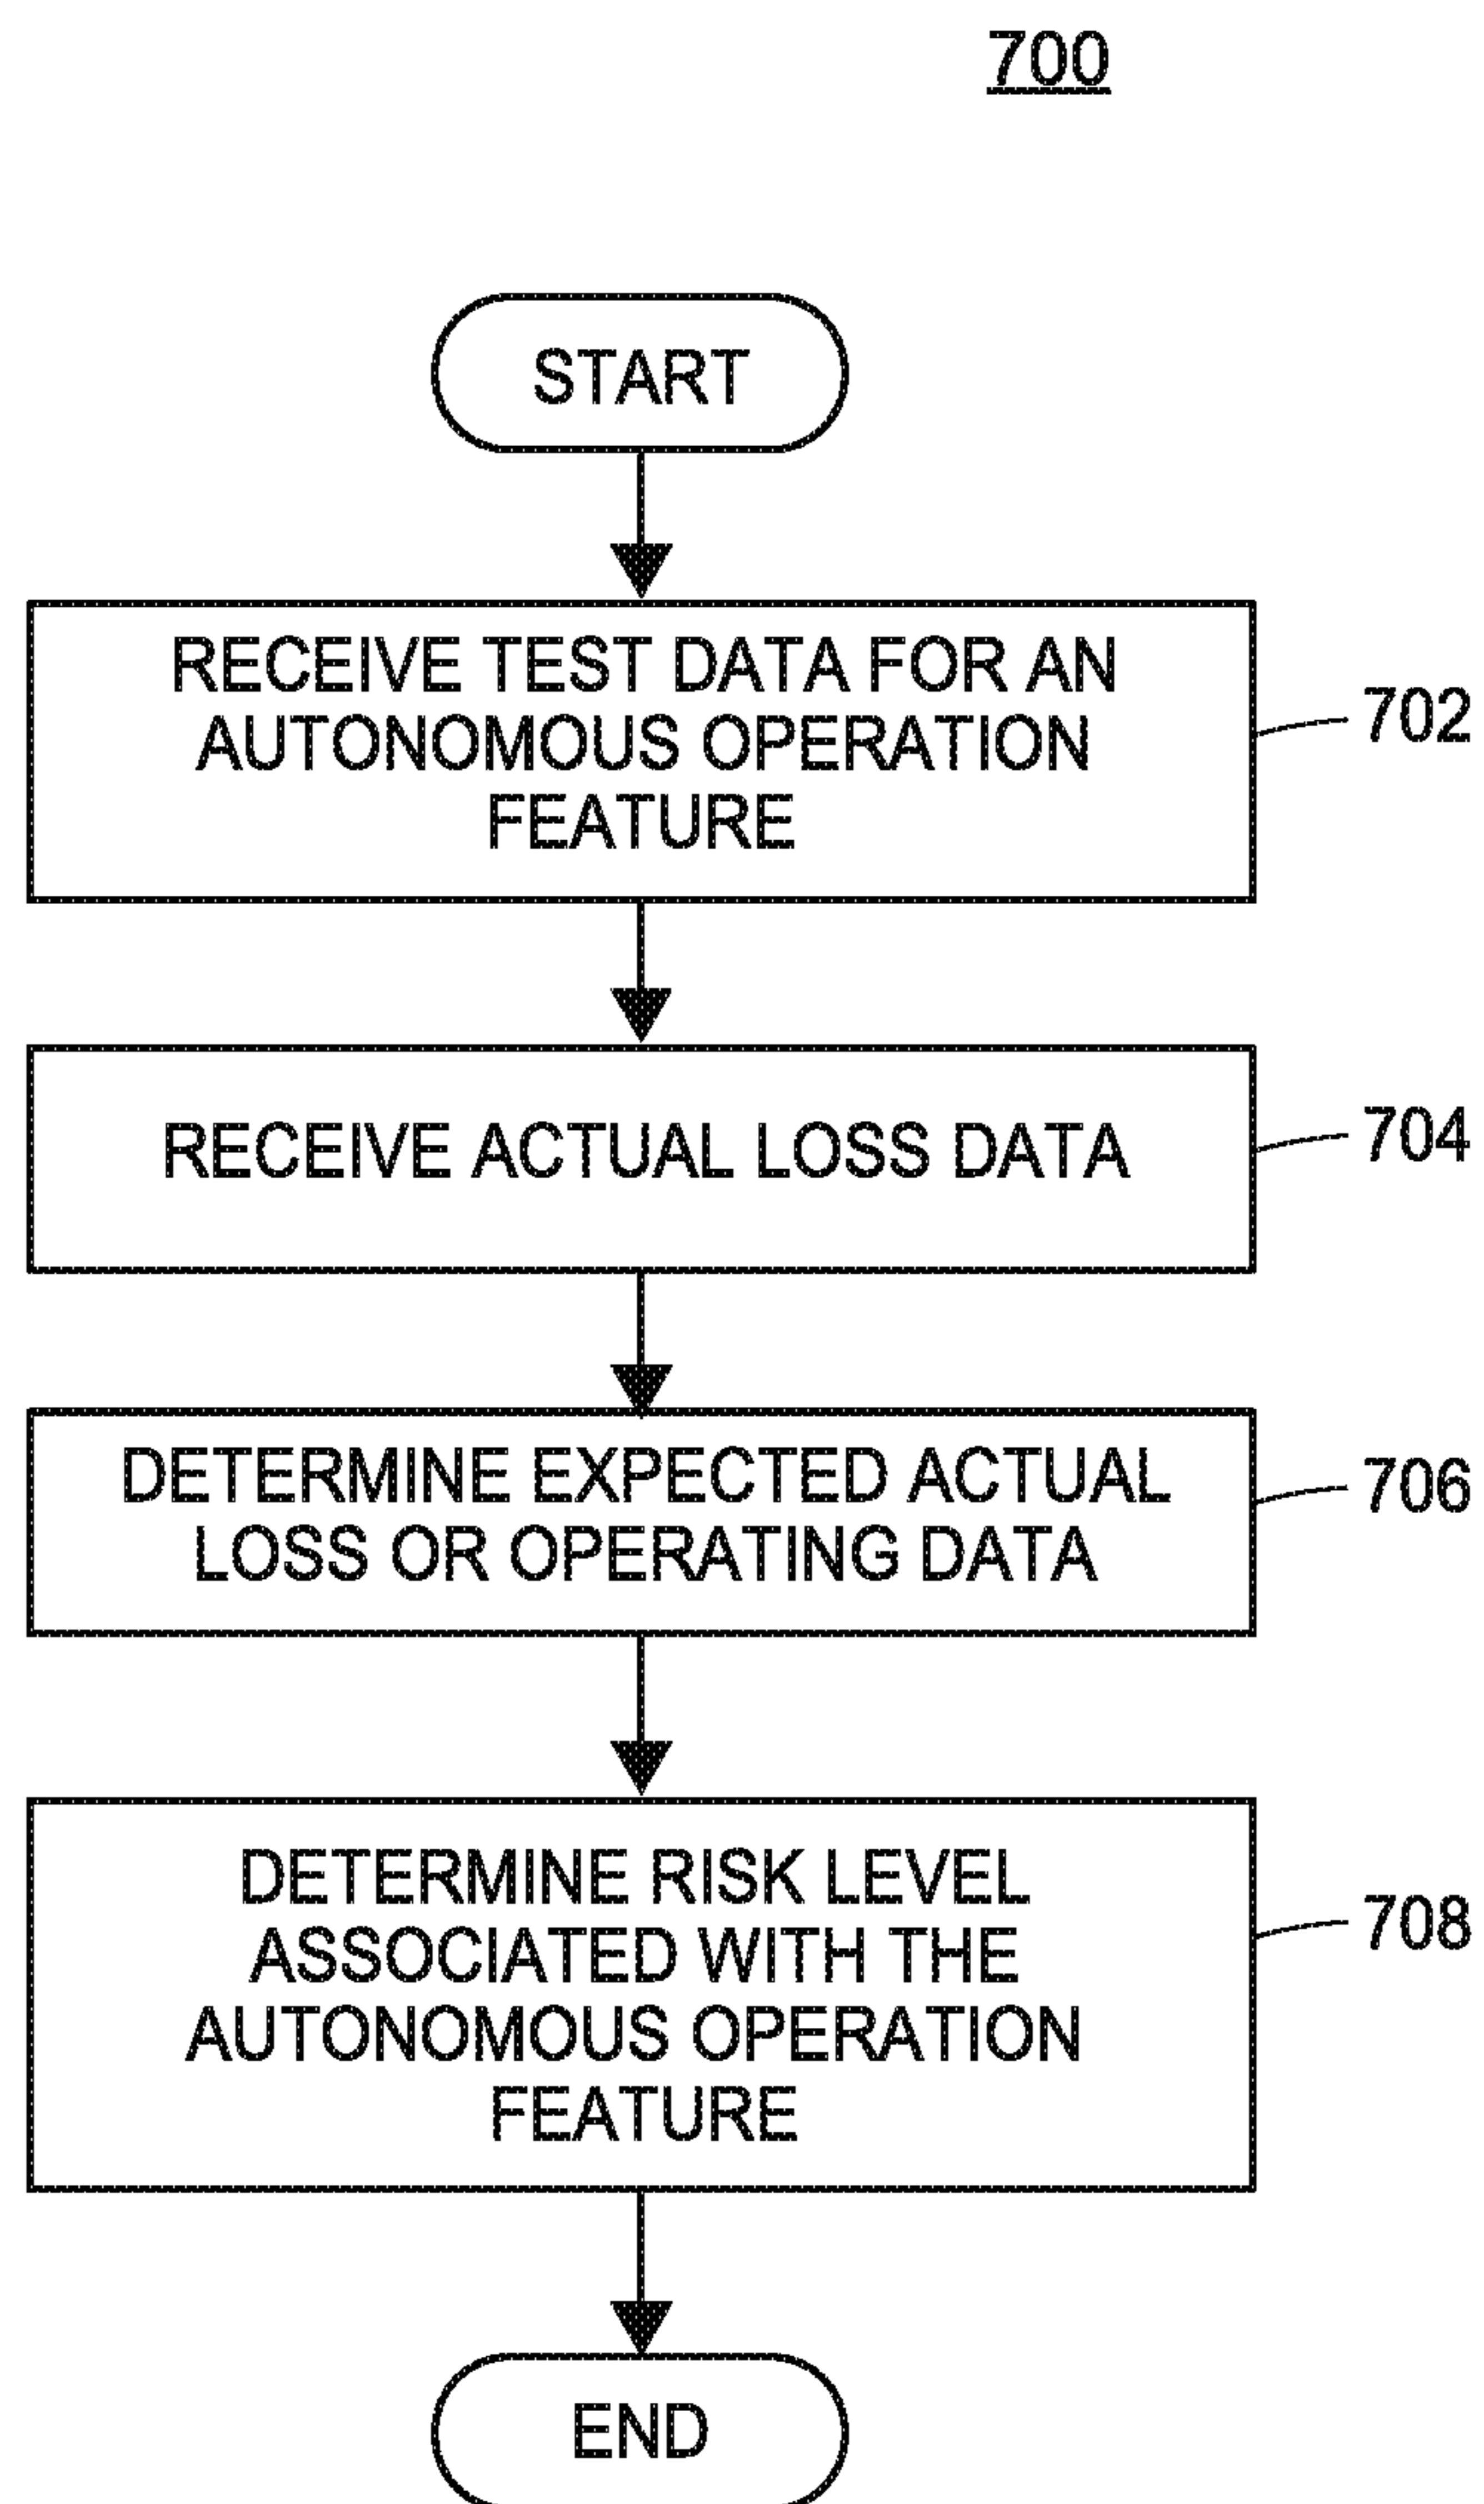 700
START
RECEIVE TEST DATA FOR AN
AUTONOMOUS OPERATION
FEATURE
702
RECEIVE ACTUAL LOSS DATA
704
DETERMINE EXPECTED ACTUAL
LOSS OR OPERATING DATA
706
DETERMINE RISK LEVEL
ASSOCIATED WITH THE
AUTONOMOUS OPERATION
FEATURE
708
END